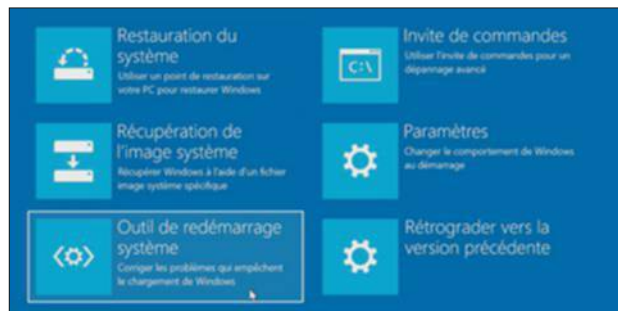 Restauration du
système
Utiliser un point de restauration sur
votre PC pour restaurer Windows
Récupération de
l'image système
Récupérer Windows à l'aide d'un fichier
image système spécifique
Outil de redémarrage
système
Corriger les problèmes qui empêchent
le chargement de Windows
Invite de commandes
Utiliser l'invite de commandes pour un
dépannage avancé
C:\
Paramètres
Changer le comportement de Windows
au démarrage
Rétrograder vers la
version précédente